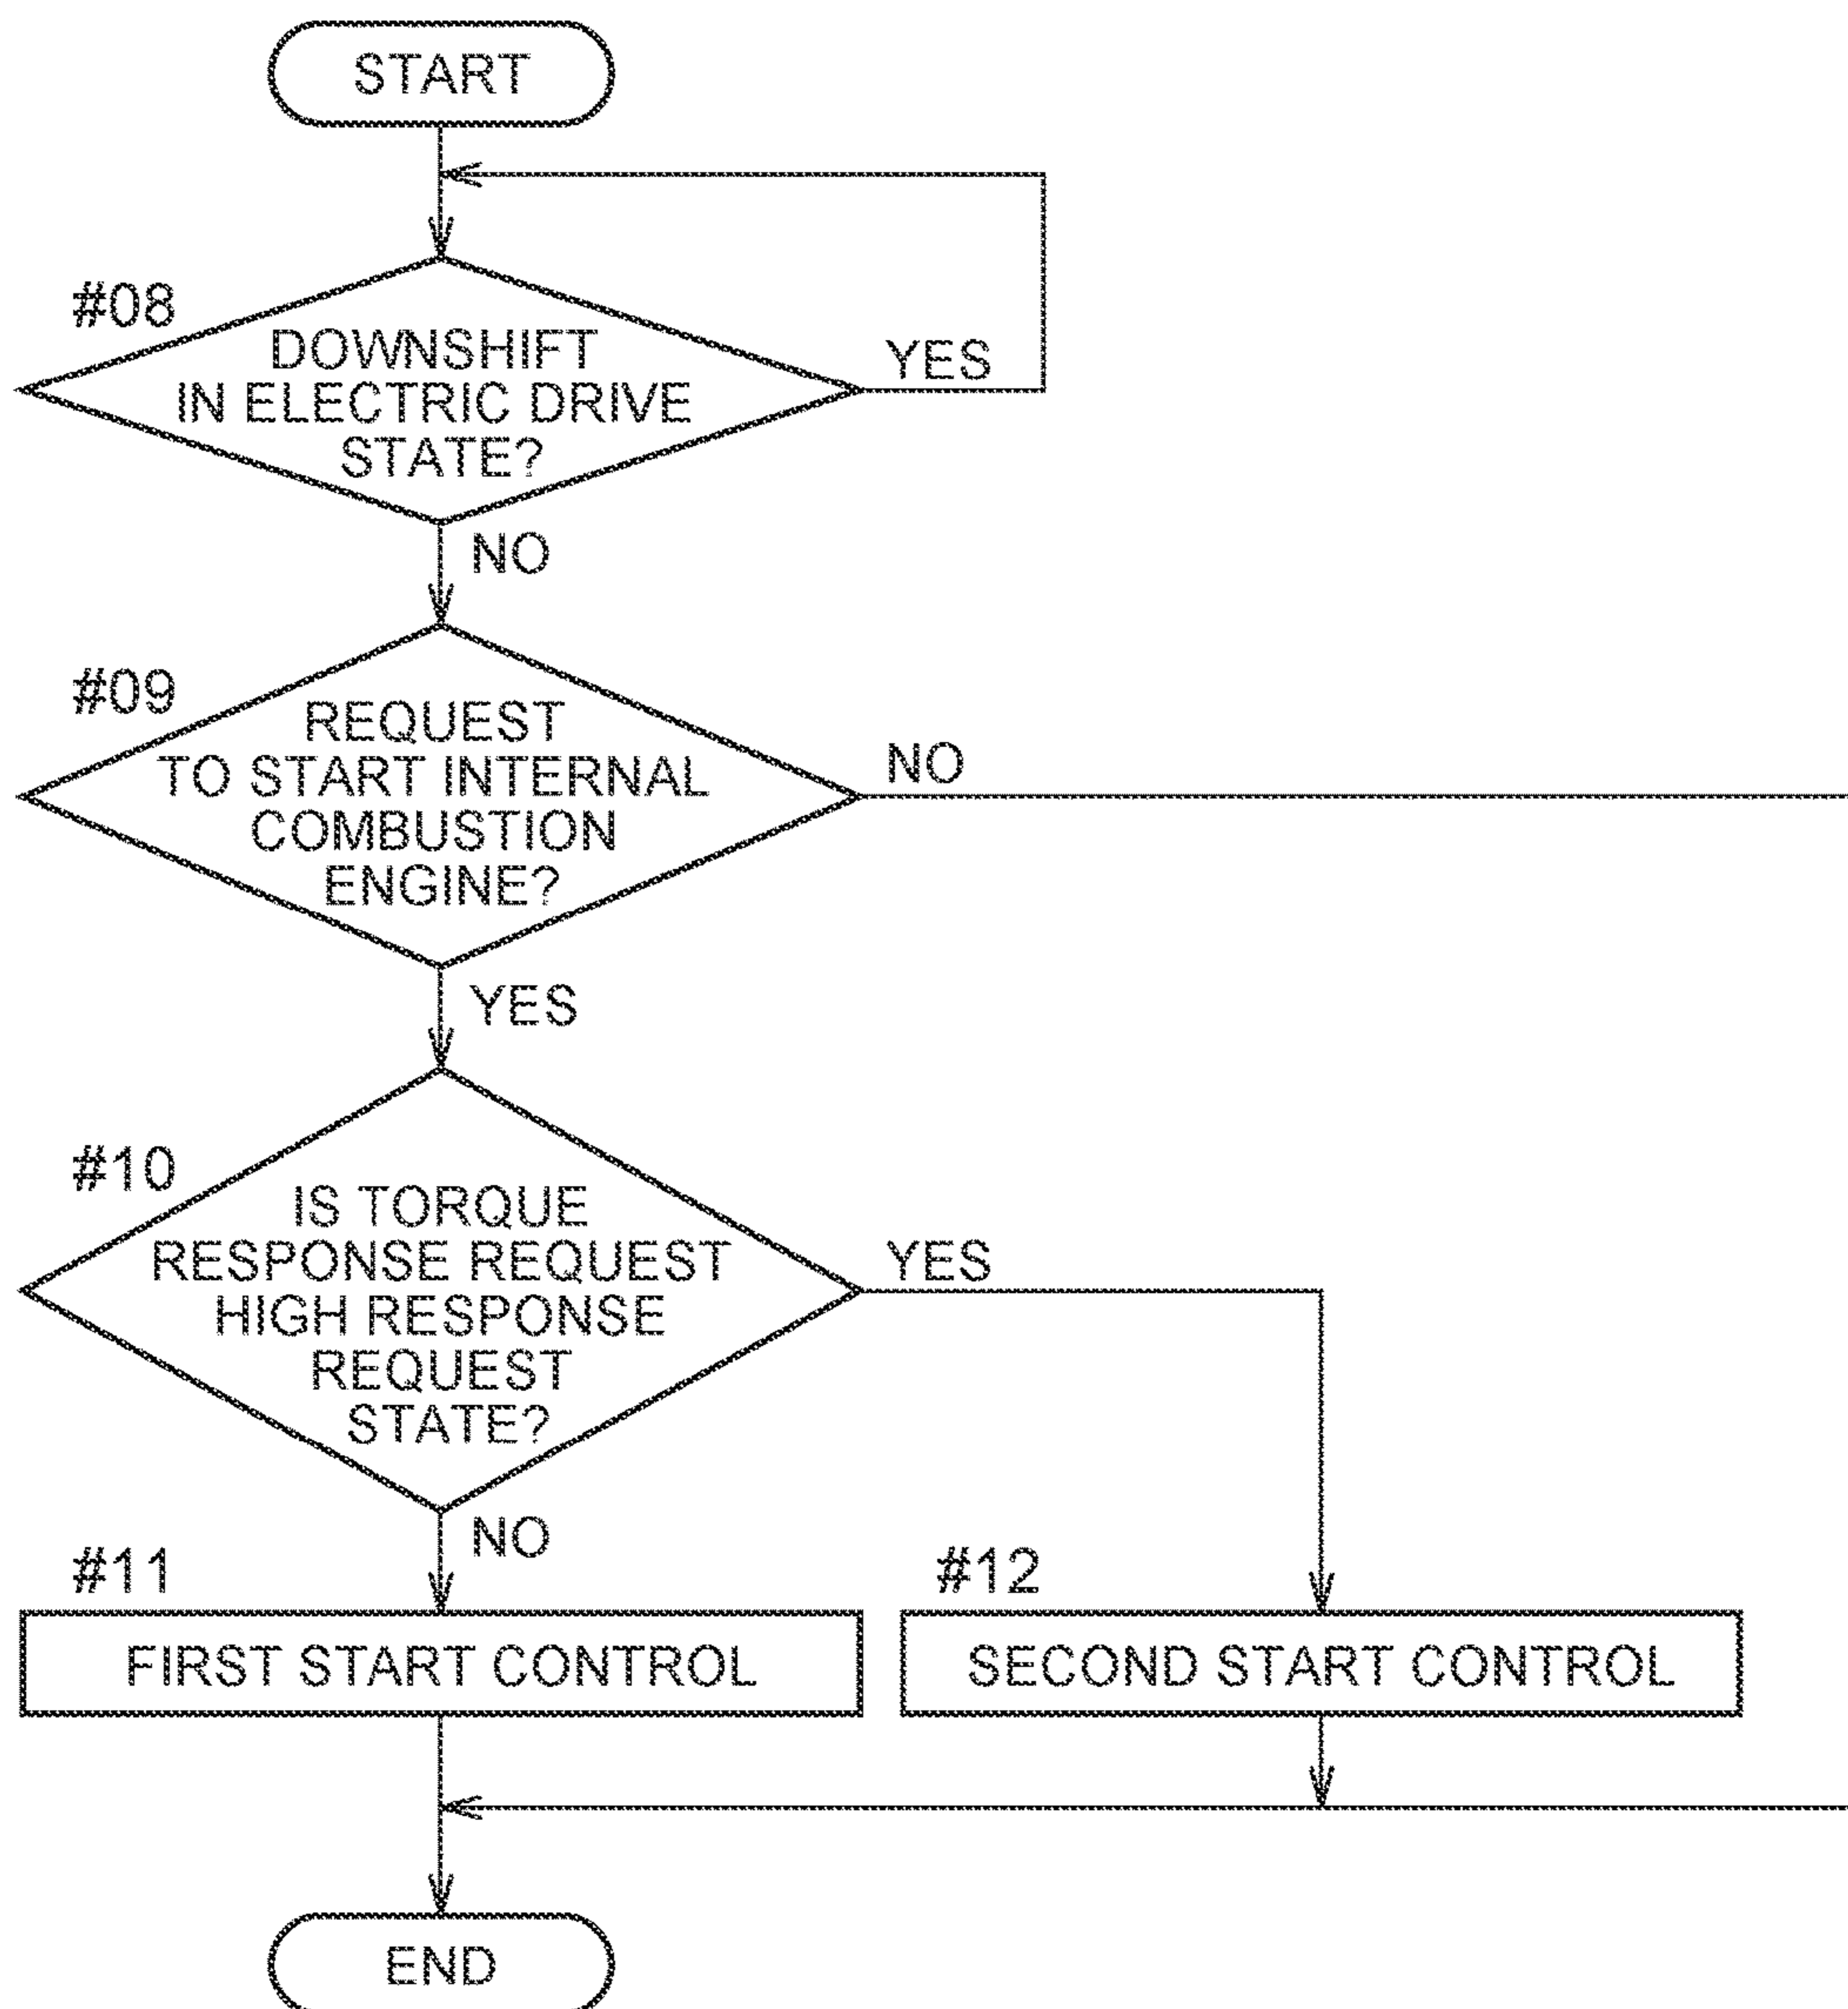 START
#08
DOWNSHIFT
IN ELECTRIC DRIVE
STATE?
YES
NO
#09
REQUEST
TO START INTERNAL
COMBUSTION
ENGINE?
NO
YES
#10
IS TORQUE
RESPONSE REQUEST
HIGH RESPONSE
REQUEST
STATE?
YES
NO
#11
FIRST START CONTROL
#12
SECOND START CONTROL
END